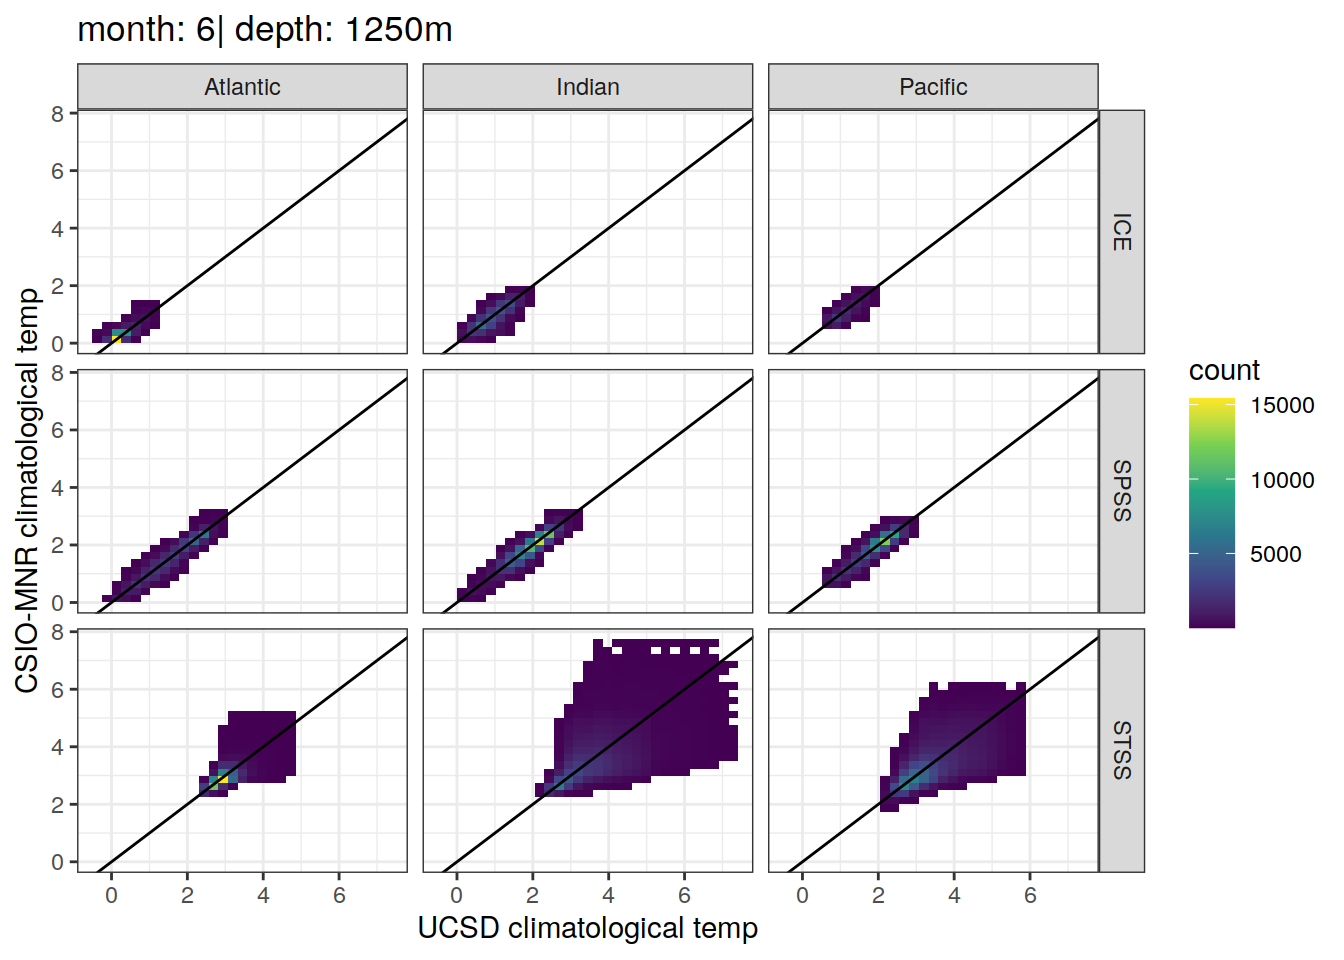 month: 6| depth: 1250m
Atlantic
Indian
Pacific
8
6
4
2
0
ICE
8
6
4
2
0
SPSS
8
6
4
2
0
STSS
0 2 4 6
0 2 4 6
0 2 4 6
UCSD climatological temp
CSIO-MNR climatological temp
count
15000
10000
5000